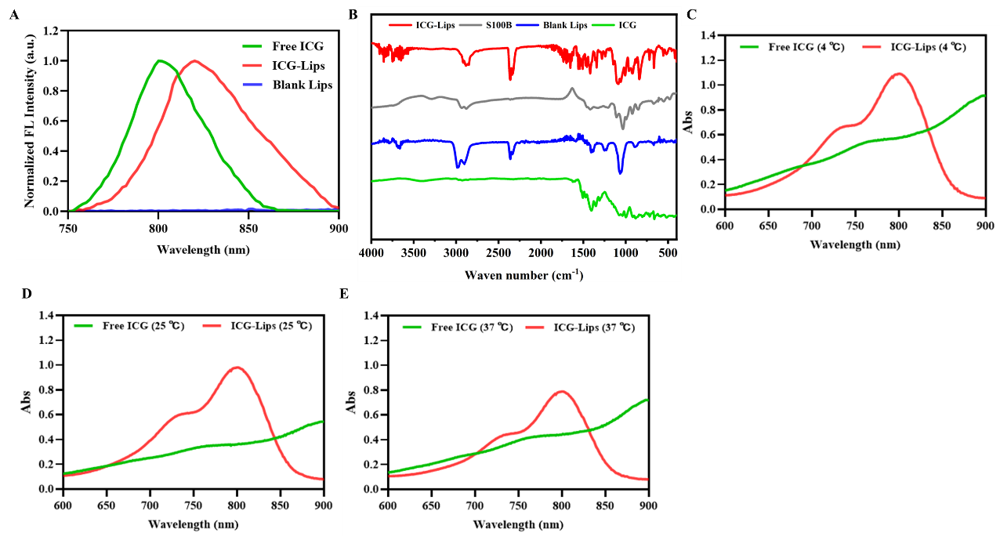 A
Normalized FL Intensity (a.u.)
1.2
1.0
0.8
0.6
0.4
0.2
0.0
Free ICG
ICG-Lips
Blank Lips
750 800 850 900
Wavelength (nm)
B
ICG-Lips S100B Blank Lips ICG
4000 3500 3000 2500 2000 1500 1000 500
Waven number (cm⁻¹)
C
Abs
1.4
1.2
1.0
0.8
0.6
0.4
0.2
0.0
Free ICG (4 ℃) ICG-Lips (4 ℃)
600 650 700 750 800 850 900
Wavelength (nm)
D
Abs
1.4
1.2
1.0
0.8
0.6
0.4
0.2
0.0
Free ICG (25 ℃) ICG-Lips (25 ℃)
600 650 700 750 800 850 900
Wavelength (nm)
E
Abs
1.4
1.2
1.0
0.8
0.6
0.4
0.2
0.0
Free ICG (37 ℃) ICG-Lips (37 ℃)
600 650 700 750 800 850 900
Wavelength (nm)